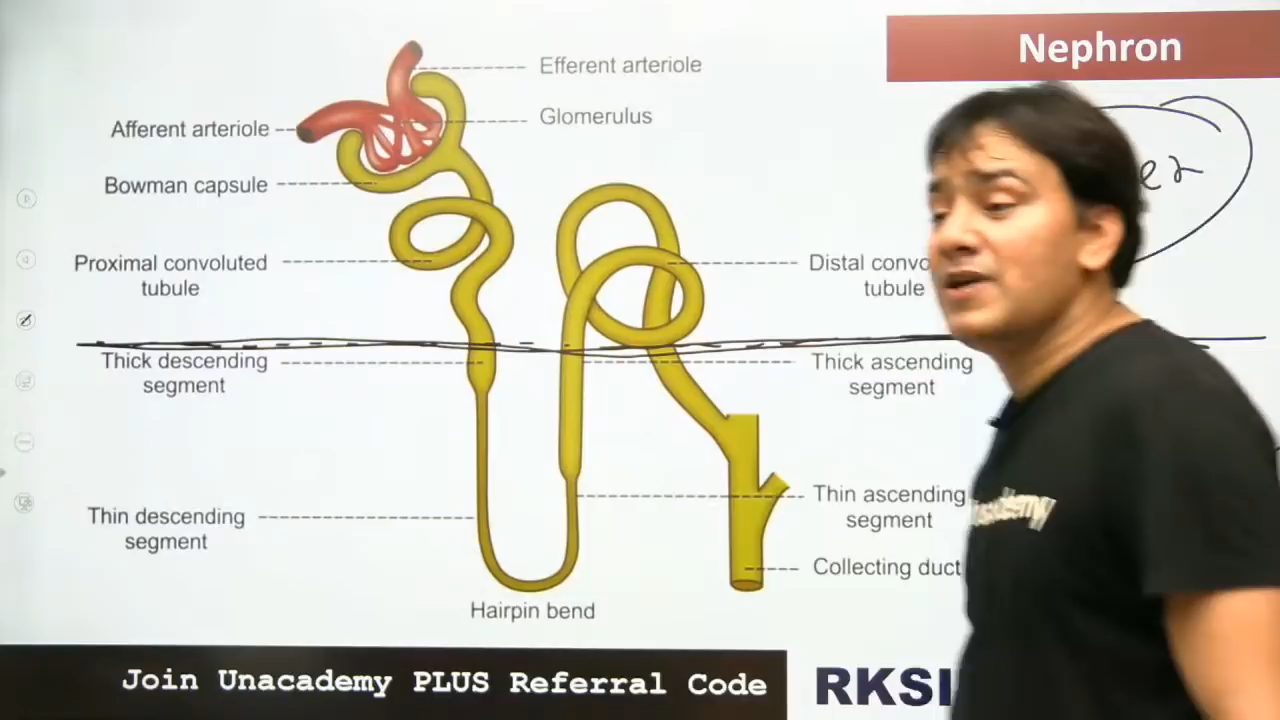 Nephron
Efferent arteriole
Glomerulus
Afferent arteriole
Bowman capsule
Proximal convoluted
tubule
Distal convo
tubule
Thick descending
segment
Thick ascending
segment
Thin ascending
segment
Thin descending
segment
Collecting duct
Hairpin bend
Join Unacademy PLUS Referral Code
RKSI